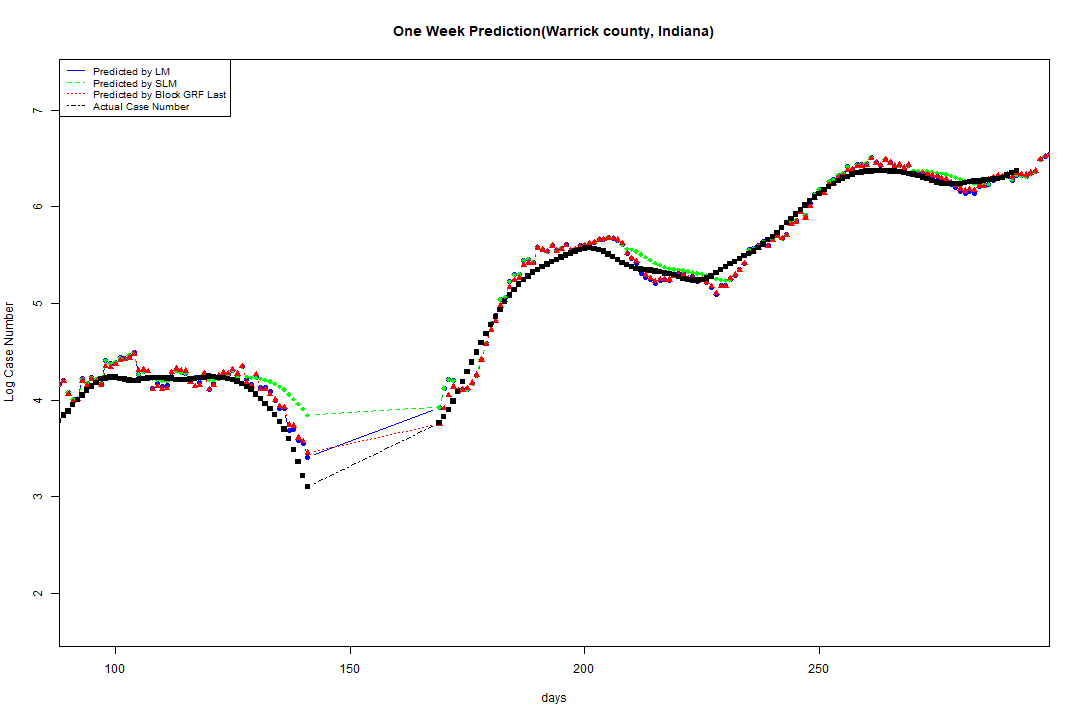 One Week Prediction(Warrick county, Indiana)
Predicted by LM
Predicted by SLM
Predicted by Block GRF Last
Actual Case Number
7
6
5
4
3
2
Log Case Number
100 150 200 250
days